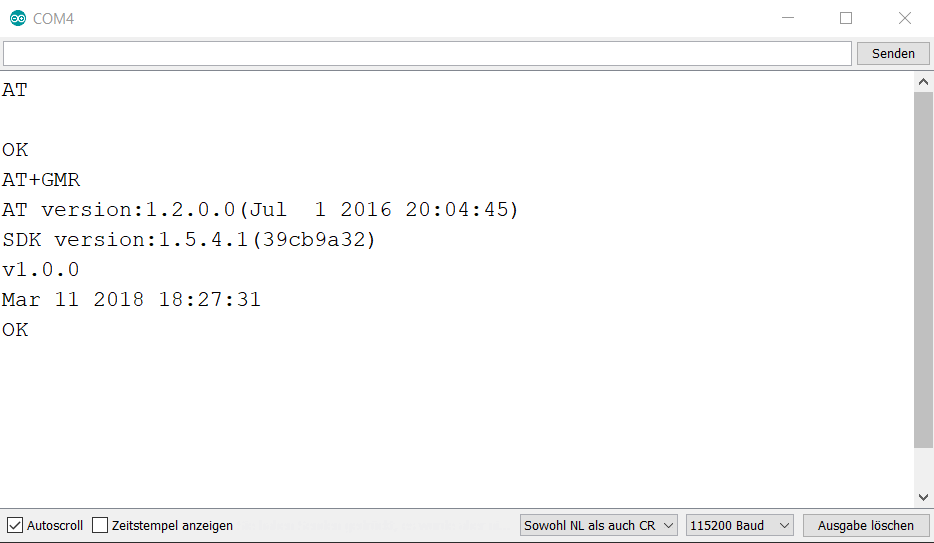 COM4
Senden
AT
OK
AT+GMR
AT version:1.2.0.0(Jul  1 2016 20:04:45)
SDK version:1.5.4.1(39cb9a32)
v1.0.0
Mar 11 2018 18:27:31
OK
Autoscroll Zeitstempel anzeigen Sowohl NL als auch CR 115200 Baud Ausgabe löschen